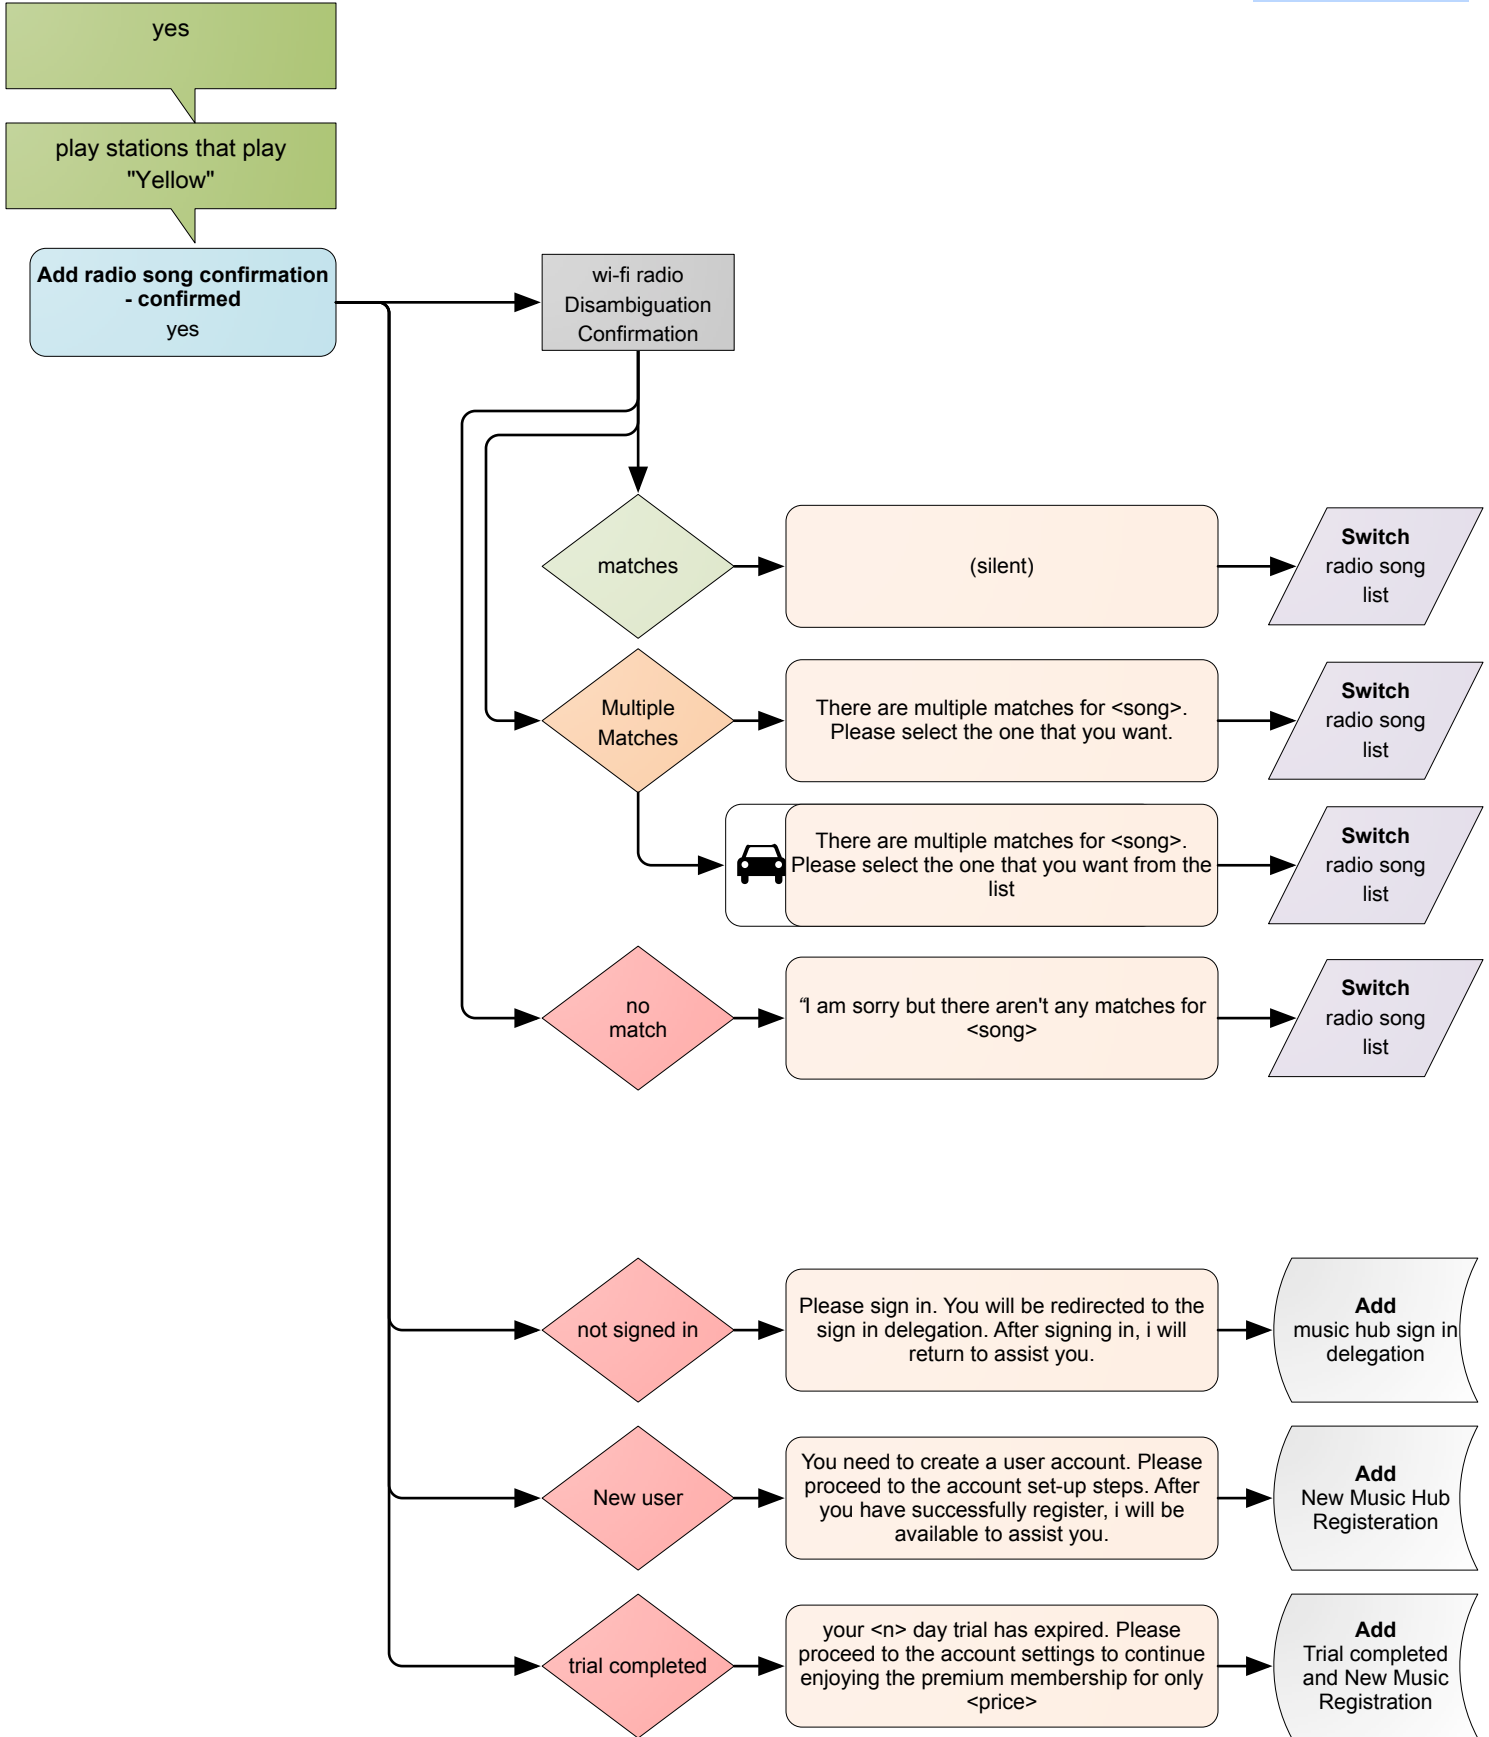 yes
play stations that play
"Yellow"
Add radio song confirmation
- confirmed
yes
wi-fi radio
Disambiguation
Confirmation
matches
(silent)
Switch
radio song
list
Multiple
Matches
There are multiple matches for <song>.
Please select the one that you want.
Switch
radio song
list
There are multiple matches for <song>.
Please select the one that you want from the
list
Switch
radio song
list
no
match
“I am sorry but there aren't any matches for
<song>
Switch
radio song
list
not signed in
Please sign in. You will be redirected to the
sign in delegation. After signing in, i will
return to assist you.
Add
music hub sign in
delegation
New user
You need to create a user account. Please
proceed to the account set-up steps. After
you have successfully register, i will be
available to assist you.
Add
New Music Hub
Registeration
trial completed
your <n> day trial has expired. Please
proceed to the account settings to continue
enjoying the premium membership for only
<price>
Add
Trial completed
and New Music
Registration